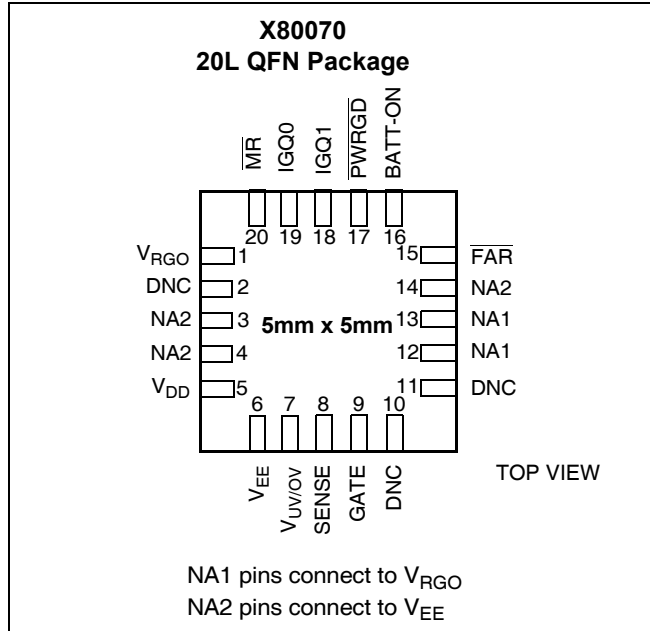 X80070
20L QFN Package
MR
IGQ0
IGQ1
PWRGD
BATT-ON
20
19
18
17
16
VRGO
1
DNC
2
NA2
3
NA2
4
VDD
5
5mm x 5mm
15
FAR
14
NA2
13
NA1
12
NA1
11
DNC
6
7
8
9
10
VEE
VUV/OV
SENSE
GATE
DNC
TOP VIEW
NA1 pins connect to VRGO
NA2 pins connect to VEE